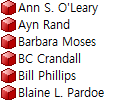 Ann S. O'Leary
Ayn Rand
Barbara Moses
BC Crandall
Bill Phillips
Blaine L. Pardoe